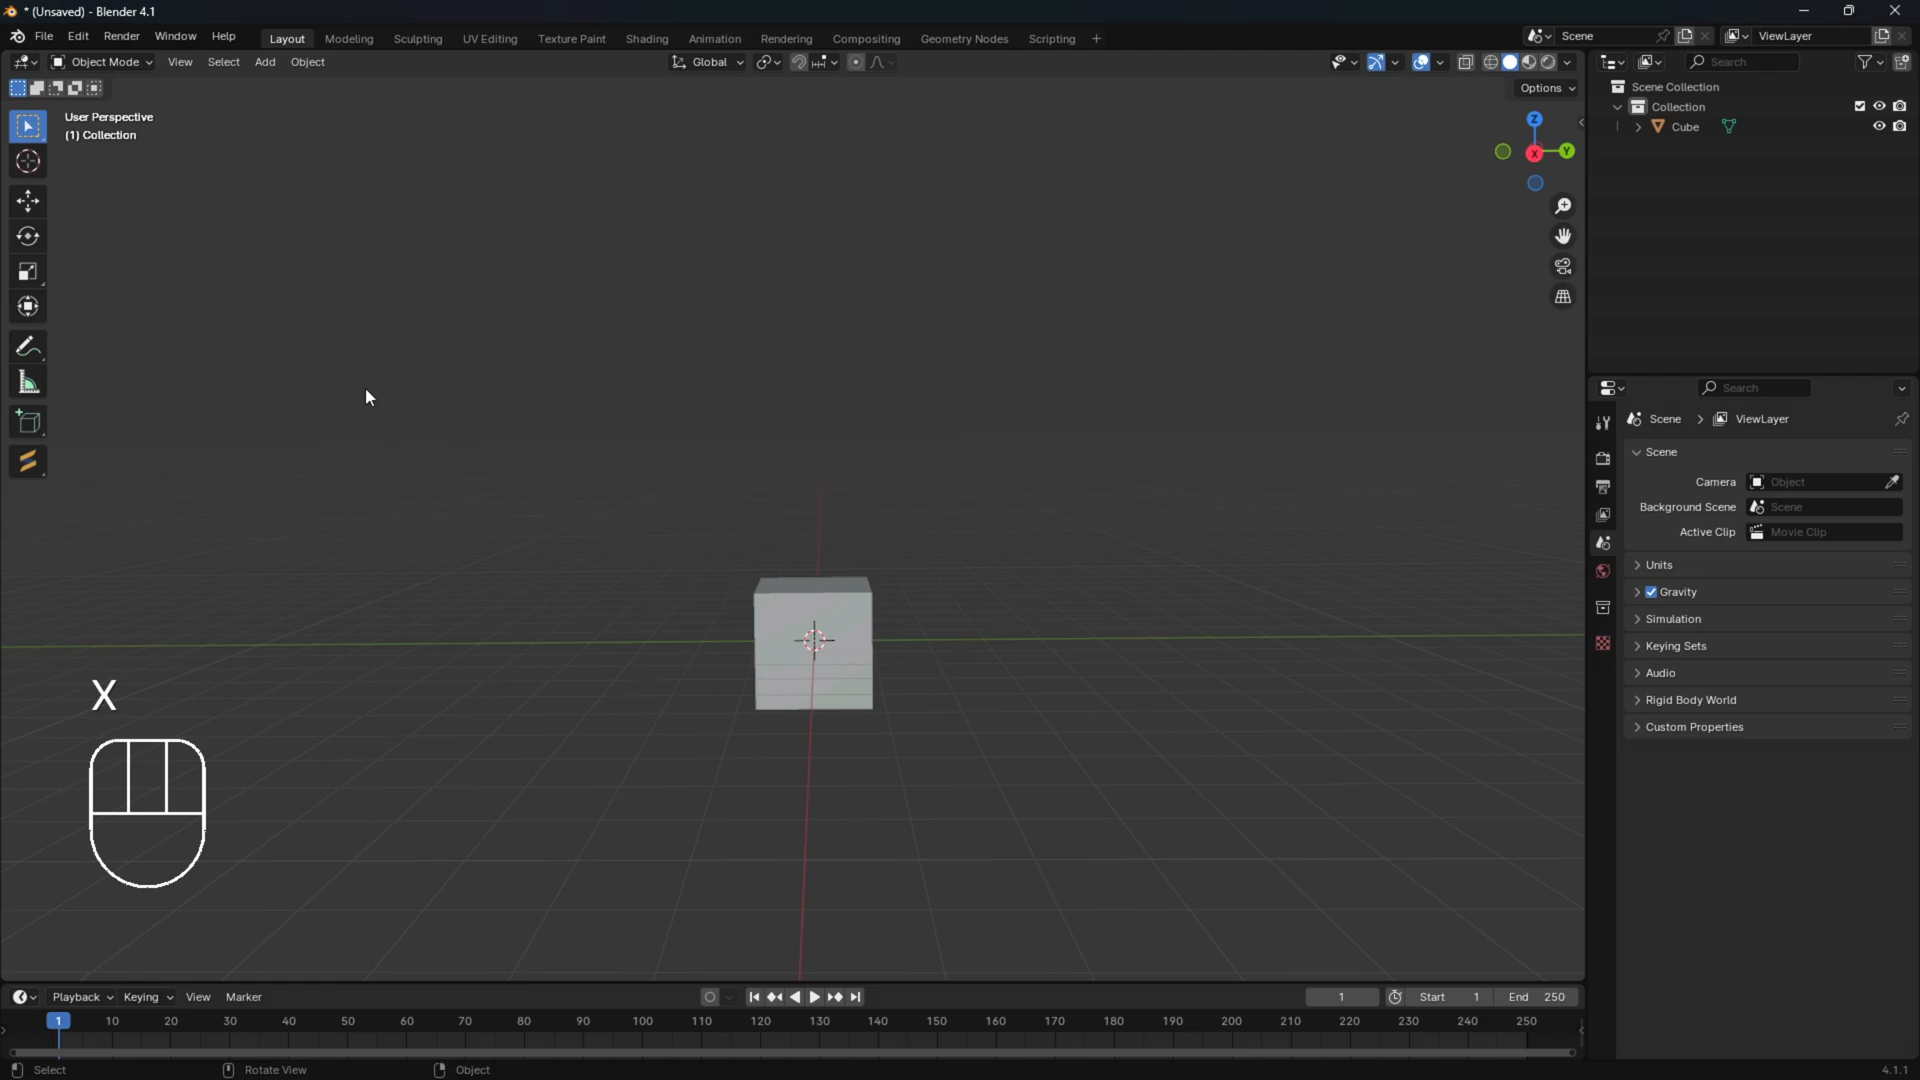 * (Unsaved) - Blender 4.1
File Edit Render Window Help Layout Modeling Sculpting UV Editing Texture Paint Shading Animation Rendering Compositing Geometry Nodes Scripting + Scene ViewLayer
Object Mode View Select Add Object Global Search
Options
User Perspective
(1) Collection
Z
Y
X
Scene Collection
Collection
Cube
Search
Scene > ViewLayer
Scene
Camera Object
Background Scene Scene
Active Clip Movie Clip
Units
Gravity
Simulation
Keying Sets
Audio
Rigid Body World
Custom Properties
X
Playback Keying View Marker 1 Start 1 End 250
1 10 20 30 40 50 60 70 80 90 100 110 120 130 140 150 160 170 180 190 200 210 220 230 240 250
Select Rotate View Object 4.1.1